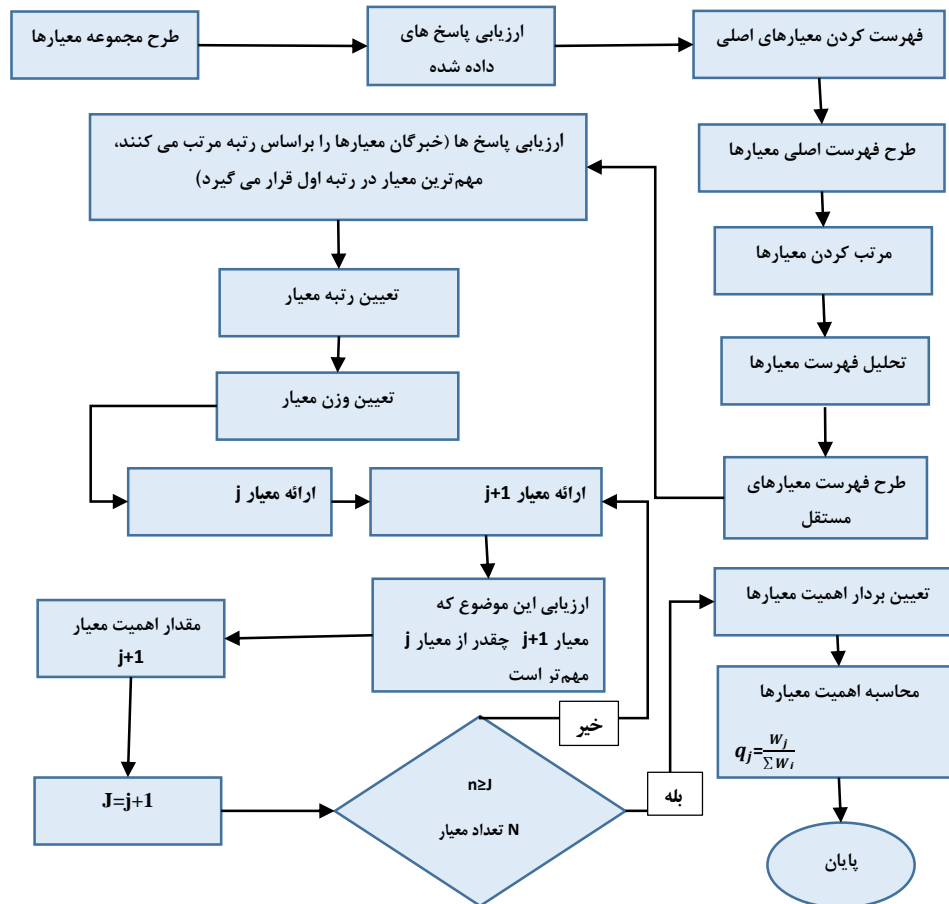 طرح مجموعه معیارها
ارزیابی پاسخ های
داده شده
فهرست کردن معیارهای اصلی
طرح فهرست اصلی معیارها
مرتب کردن معیارها
تحلیل فهرست معیارها
طرح فهرست معیارهای
مستقل
ارزیابی پاسخ ها (خبرگان معیارها را براساس رتبه مرتب می کنند،
مهم‌ترین معیار در رتبه اول قرار می گیرد)
تعیین رتبه معیار
تعیین وزن معیار
ارائه معیار j
ارائه معیار j+1
ارزیابی این موضوع که
معیار j+1 چقدر از معیار j
مهم‌تر است
مقدار اهمیت معیار
j+1
J=j+1
n≥J
N تعداد معیار
خیر
بله
تعیین بردار اهمیت معیارها
محاسبه اهمیت معیارها
q_j=W_j/∑W_i
پایان